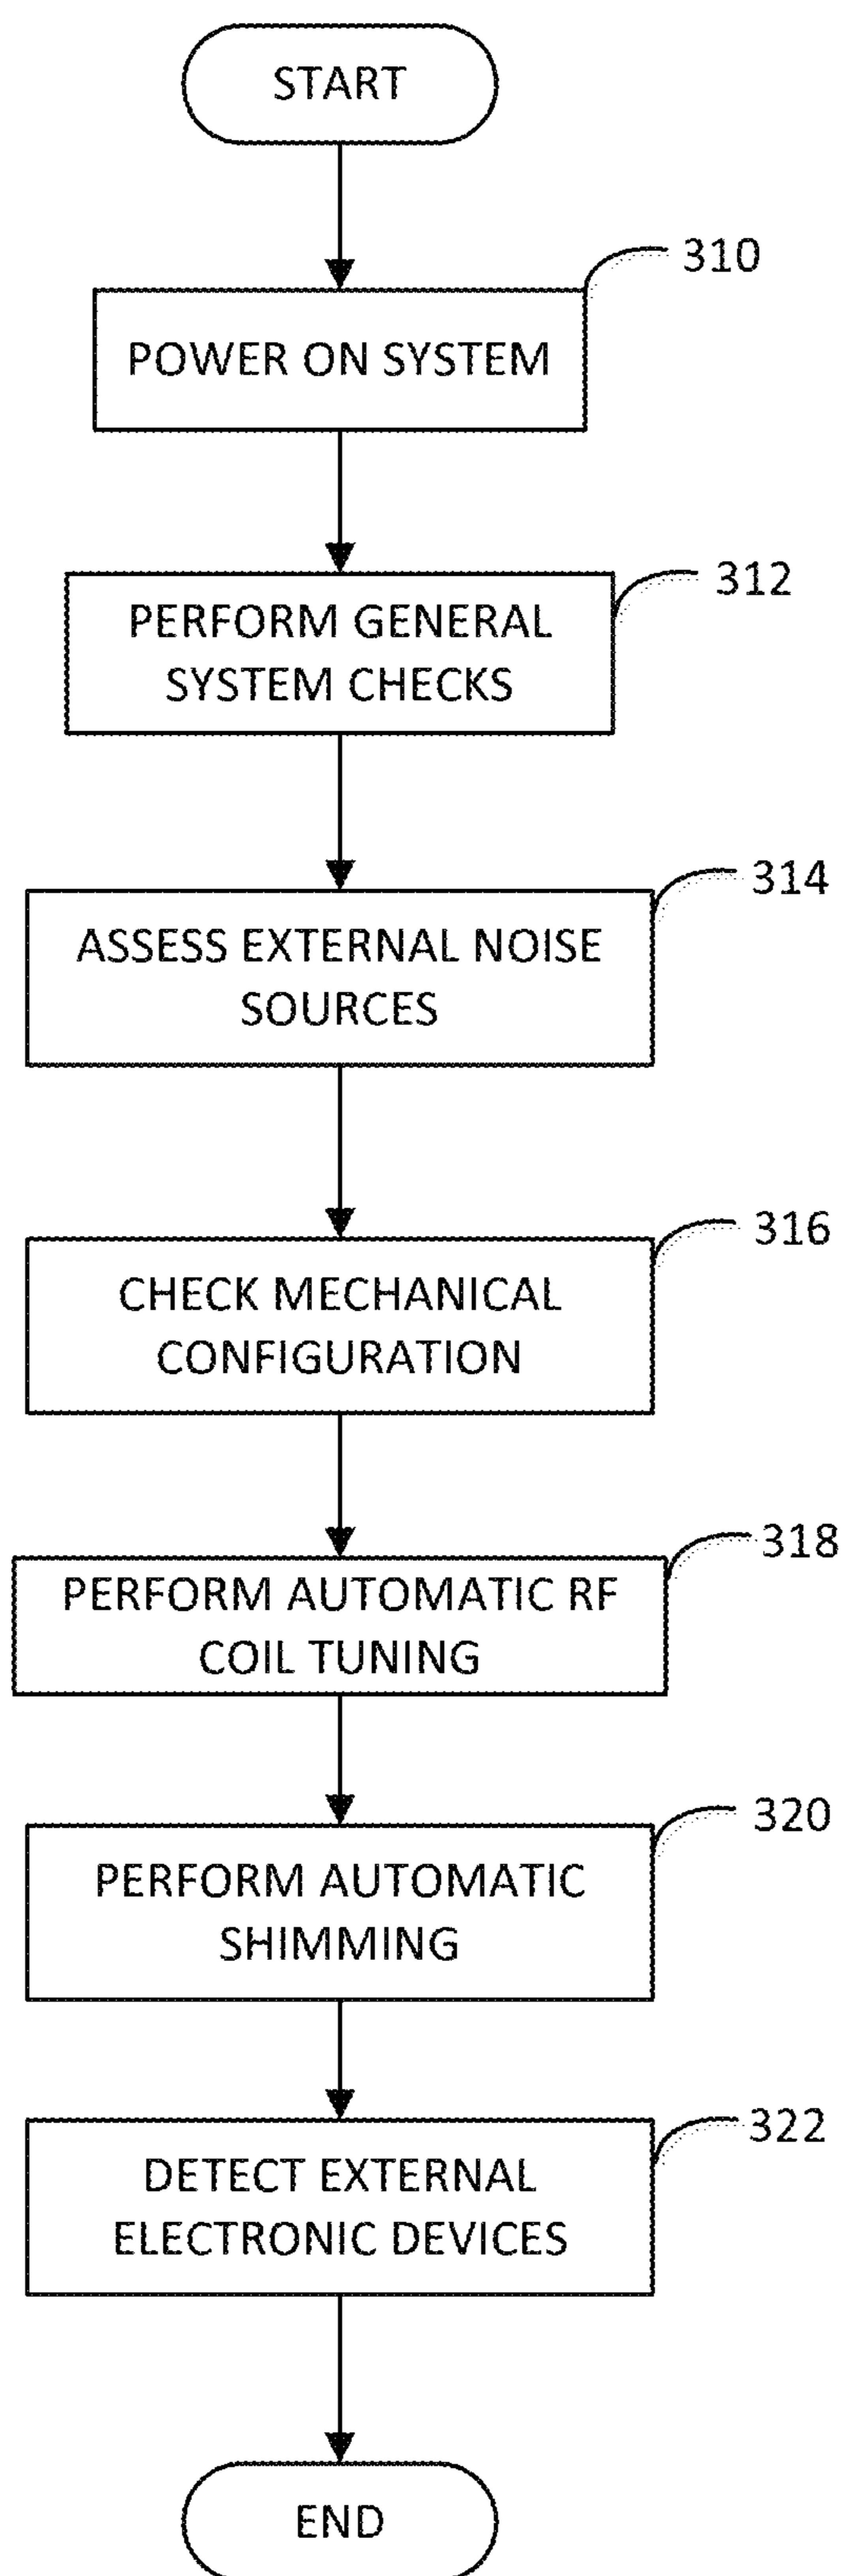 START
310
POWER ON SYSTEM
312
PERFORM GENERAL
SYSTEM CHECKS
314
ASSESS EXTERNAL NOISE
SOURCES
316
CHECK MECHANICAL
CONFIGURATION
318
PERFORM AUTOMATIC RF
COIL TUNING
320
PERFORM AUTOMATIC
SHIMMING
322
DETECT EXTERNAL
ELECTRONIC DEVICES
END